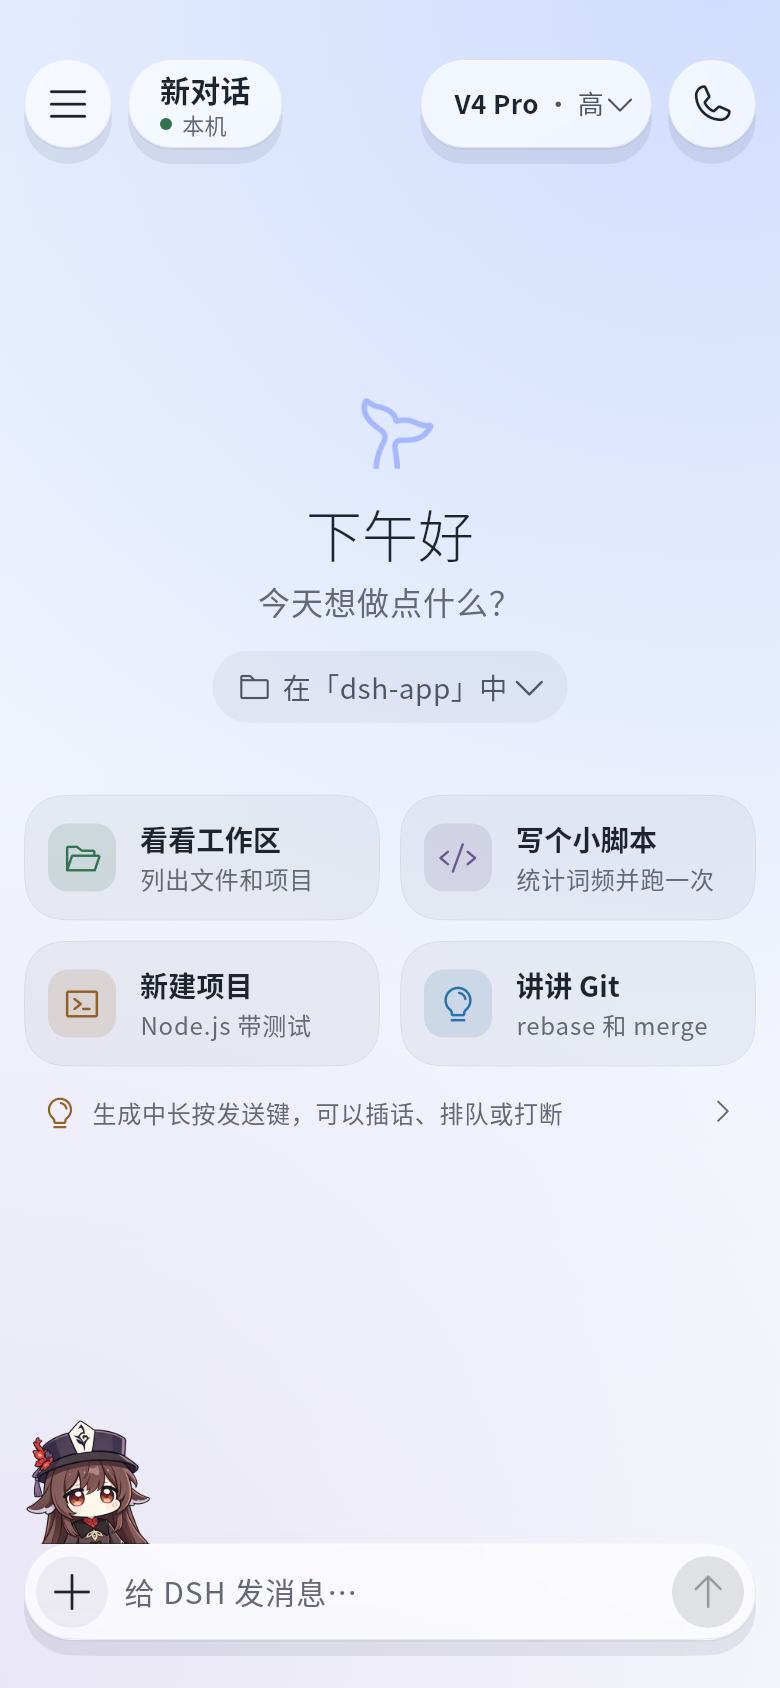 新对话
本机
V4 Pro · 高
下午好
今天想做点什么？
在「dsh-app」中
看看工作区
列出文件和项目
写个小脚本
统计词频并跑一次
新建项目
Node.js 带测试
讲讲 Git
rebase 和 merge
生成中长按发送键，可以插话、排队或打断
给 DSH 发消息…